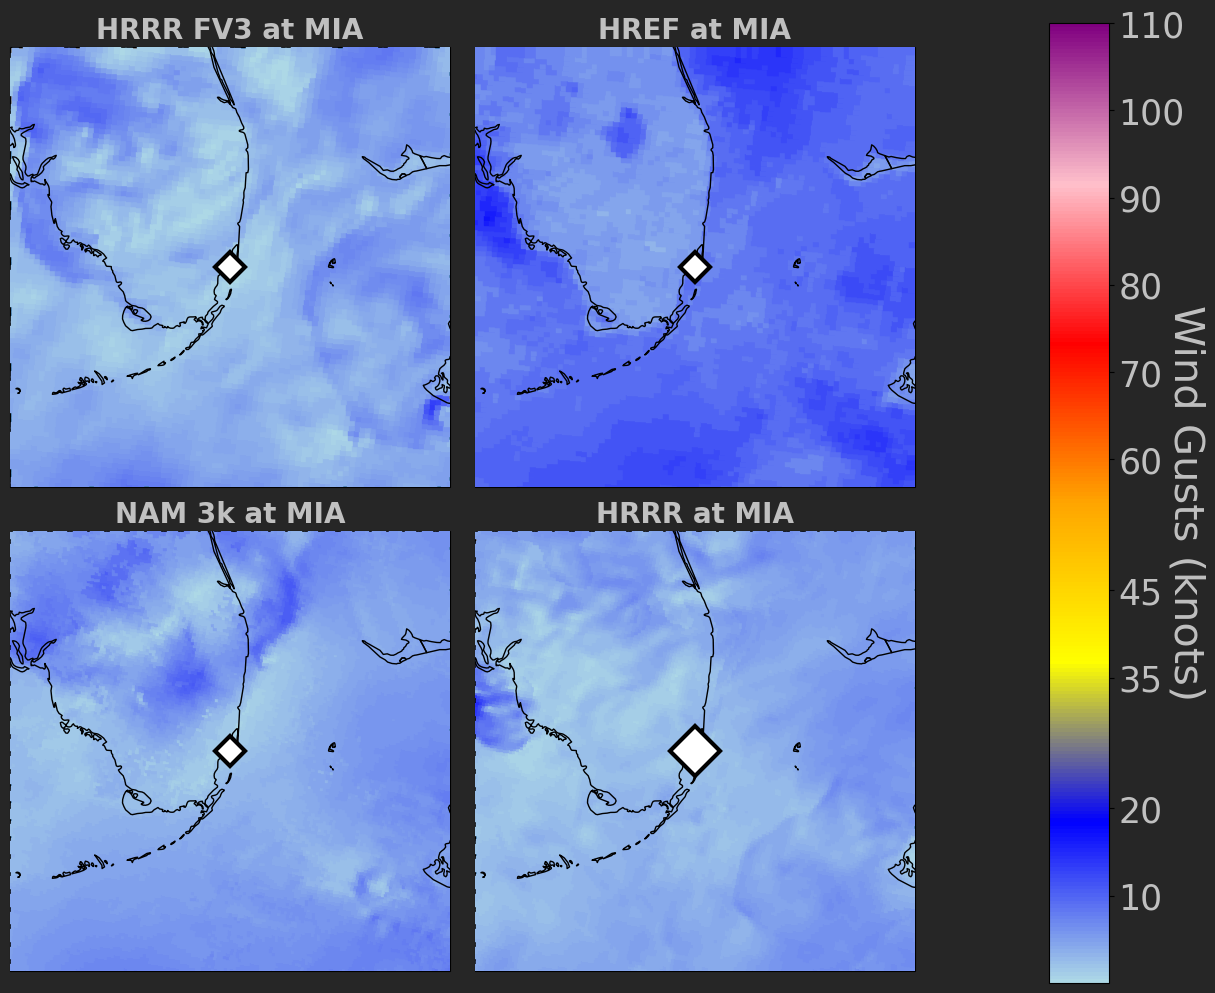 HRRR FV3 at MIA
HREF at MIA
NAM 3k at MIA
HRRR at MIA
110
100
90
80
70
60
45
35
20
10
Wind Gusts (knots)